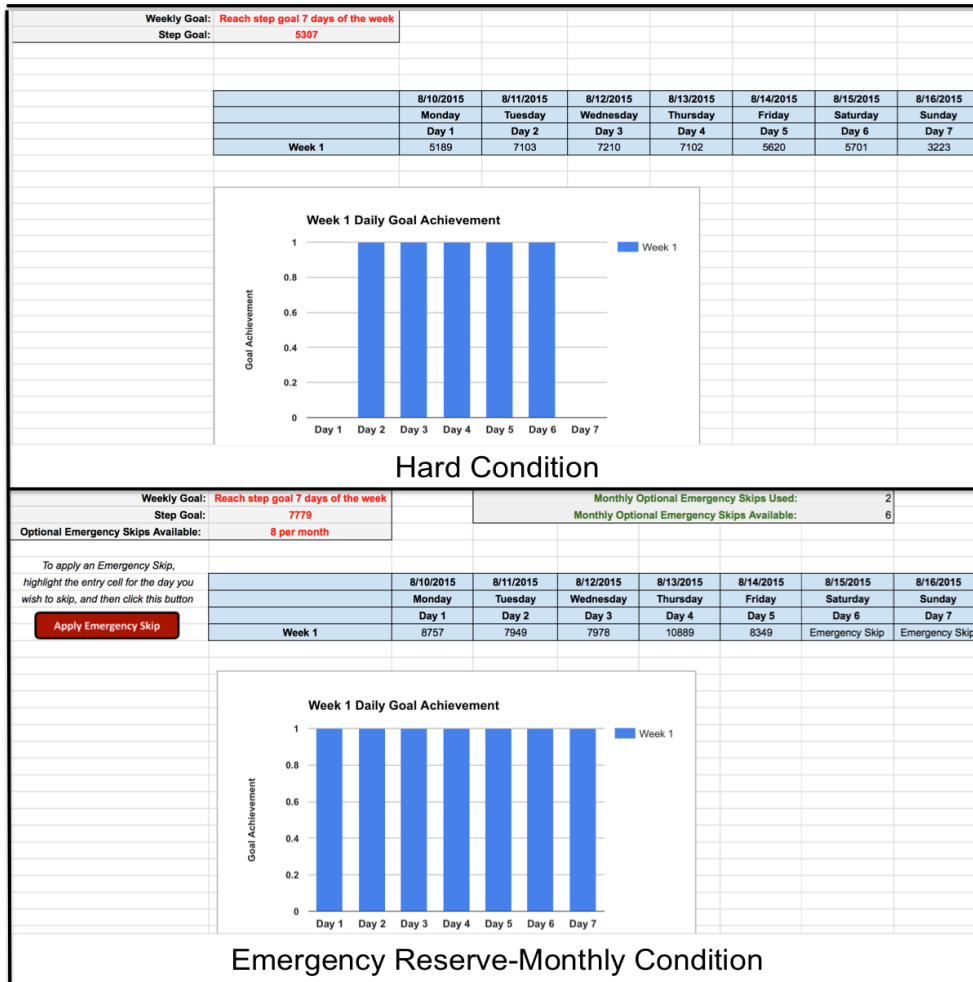 Weekly Goal: Reach step goal 7 days of the week
Step Goal: 5307
8/10/2015 8/11/2015 8/12/2015 8/13/2015 8/14/2015 8/15/2015 8/16/2015
Monday Tuesday Wednesday Thursday Friday Saturday Sunday
Day 1 Day 2 Day 3 Day 4 Day 5 Day 6 Day 7
Week 1 5189 7103 7210 7102 5620 5701 3223
Week 1 Daily Goal Achievement
1
Week 1
0.8
0.6
Goal Achievement
0.4
0.2
0
Day 1 Day 2 Day 3 Day 4 Day 5 Day 6 Day 7
Hard Condition
Weekly Goal: Reach step goal 7 days of the week Monthly Optional Emergency Skips Used: 2
Step Goal: 7779 Monthly Optional Emergency Skips Available: 6
Optional Emergency Skips Available: 8 per month
To apply an Emergency Skip,
highlight the entry cell for the day you
wish to skip, and then click this button
Apply Emergency Skip
8/10/2015 8/11/2015 8/12/2015 8/13/2015 8/14/2015 8/15/2015 8/16/2015
Monday Tuesday Wednesday Thursday Friday Saturday Sunday
Day 1 Day 2 Day 3 Day 4 Day 5 Day 6 Day 7
Week 1 8757 7949 7978 10889 8349 Emergency Skip Emergency Skip
Week 1 Daily Goal Achievement
1
Week 1
0.8
0.6
Goal Achievement
0.4
0.2
0
Day 1 Day 2 Day 3 Day 4 Day 5 Day 6 Day 7
Emergency Reserve-Monthly Condition